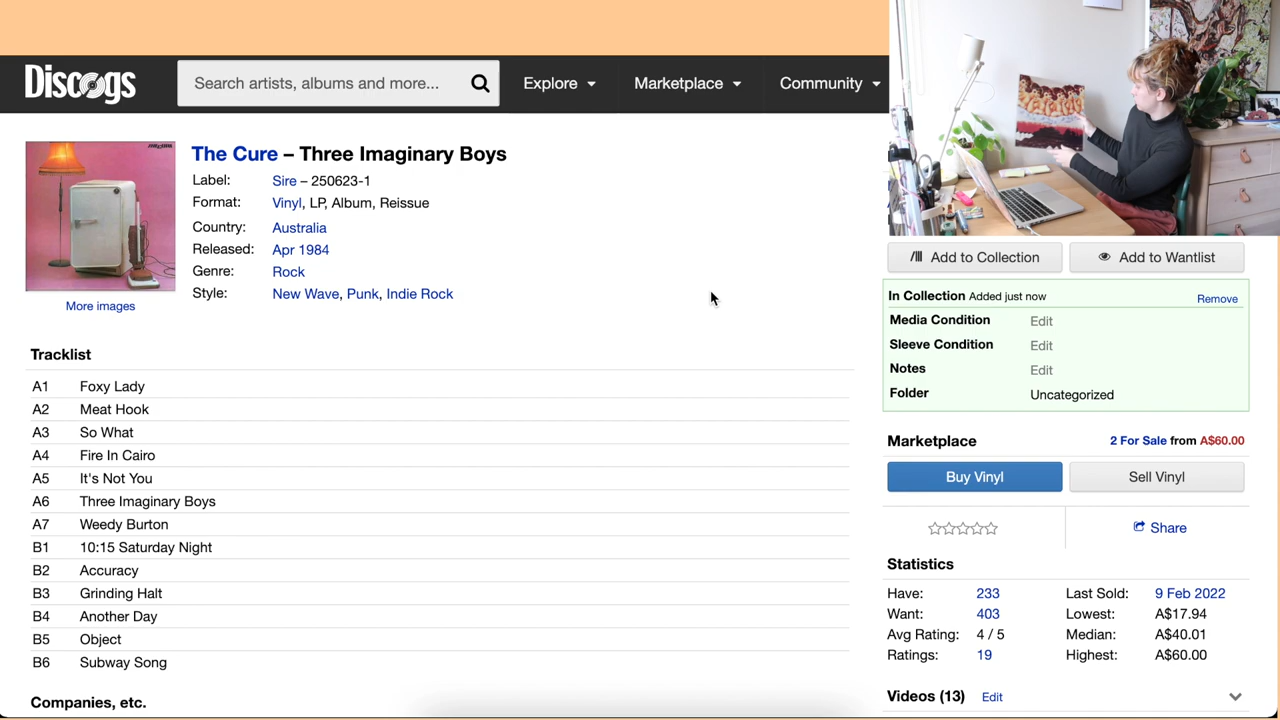 Discogs
Search artists, albums and more...
Explore
Marketplace
Community
The Cure – Three Imaginary Boys
Label: Sire – 250623-1
Format: Vinyl, LP, Album, Reissue
Country: Australia
Released: Apr 1984
Genre: Rock
Style: New Wave, Punk, Indie Rock
More images
Tracklist
A1 Foxy Lady
A2 Meat Hook
A3 So What
A4 Fire In Cairo
A5 It's Not You
A6 Three Imaginary Boys
A7 Weedy Burton
B1 10:15 Saturday Night
B2 Accuracy
B3 Grinding Halt
B4 Another Day
B5 Object
B6 Subway Song
Companies, etc.
Add to Collection
Add to Wantlist
In Collection Added just now
Remove
Media Condition Edit
Sleeve Condition Edit
Notes Edit
Folder Uncategorized
Marketplace
2 For Sale from A$60.00
Buy Vinyl
Sell Vinyl
Share
Statistics
Have: 233
Want: 403
Avg Rating: 4 / 5
Ratings: 19
Last Sold: 9 Feb 2022
Lowest: A$17.94
Median: A$40.01
Highest: A$60.00
Videos (13) Edit